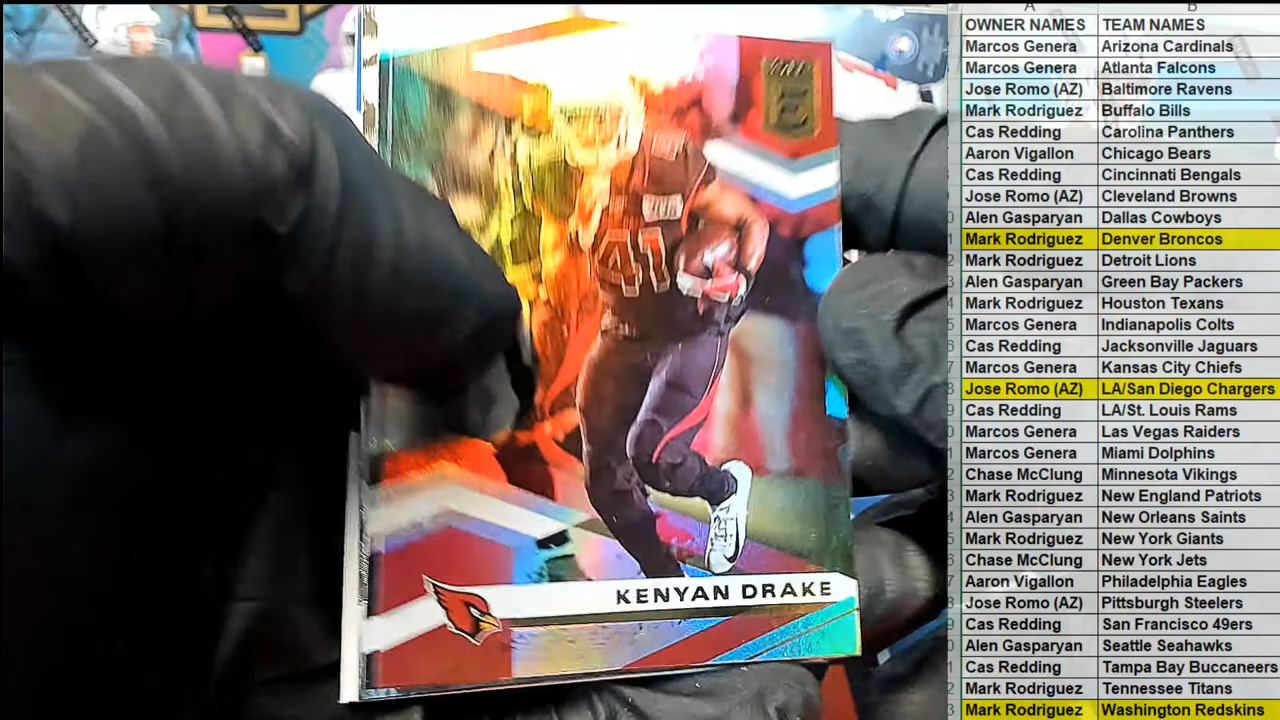 41
KENYAN DRAKE
A B
OWNER NAMES TEAM NAMES
Marcos Genera Arizona Cardinals
Marcos Genera Atlanta Falcons
Jose Romo (AZ) Baltimore Ravens
Mark Rodriguez Buffalo Bills
Cas Redding Carolina Panthers
Aaron Vigallon Chicago Bears
Cas Redding Cincinnati Bengals
Jose Romo (AZ) Cleveland Browns
Alen Gasparyan Dallas Cowboys
Mark Rodriguez Denver Broncos
Mark Rodriguez Detroit Lions
Alen Gasparyan Green Bay Packers
Mark Rodriguez Houston Texans
Marcos Genera Indianapolis Colts
Cas Redding Jacksonville Jaguars
Marcos Genera Kansas City Chiefs
Jose Romo (AZ) LA/San Diego Chargers
Cas Redding LA/St. Louis Rams
Marcos Genera Las Vegas Raiders
Marcos Genera Miami Dolphins
Chase McClung Minnesota Vikings
Mark Rodriguez New England Patriots
Alen Gasparyan New Orleans Saints
Mark Rodriguez New York Giants
Chase McClung New York Jets
Aaron Vigallon Philadelphia Eagles
Jose Romo (AZ) Pittsburgh Steelers
Cas Redding San Francisco 49ers
Alen Gasparyan Seattle Seahawks
Cas Redding Tampa Bay Buccaneers
Mark Rodriguez Tennessee Titans
Mark Rodriguez Washington Redskins